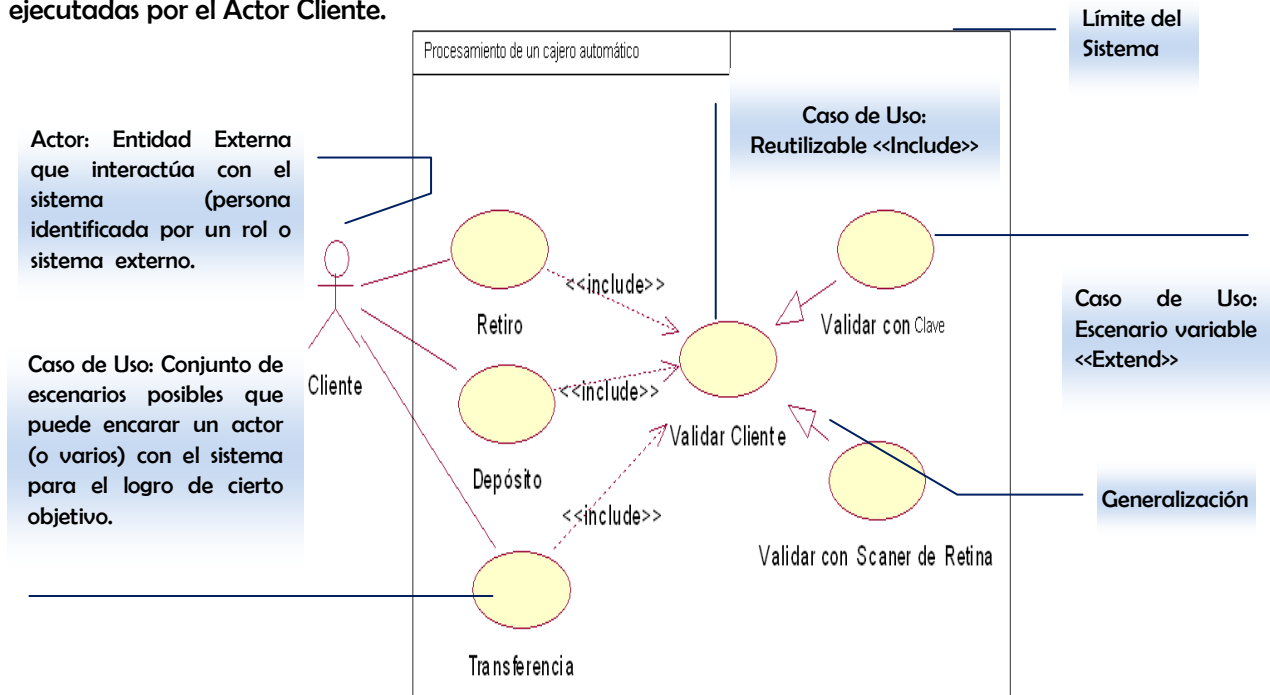 ejecutadas por el Actor Cliente.
Límite del
Sistema
Procesamiento de un cajero automático
Caso de Uso:
Reutilizable <<Include>>
Actor: Entidad Externa
que interactúa con el
sistema (persona
identificada por un rol o
sistema externo.
<<include>>
Retiro
Validar con Clave
Caso de Uso:
Escenario variable
<<Extend>>
Caso de Uso: Conjunto de
escenarios posibles que
puede encarar un actor
(o varios) con el sistema
para el logro de cierto
objetivo.
Cliente
<<include>>
Validar Cliente
Depósito
<<include>>
Generalización
Validar con Scaner de Retina
Transferencia